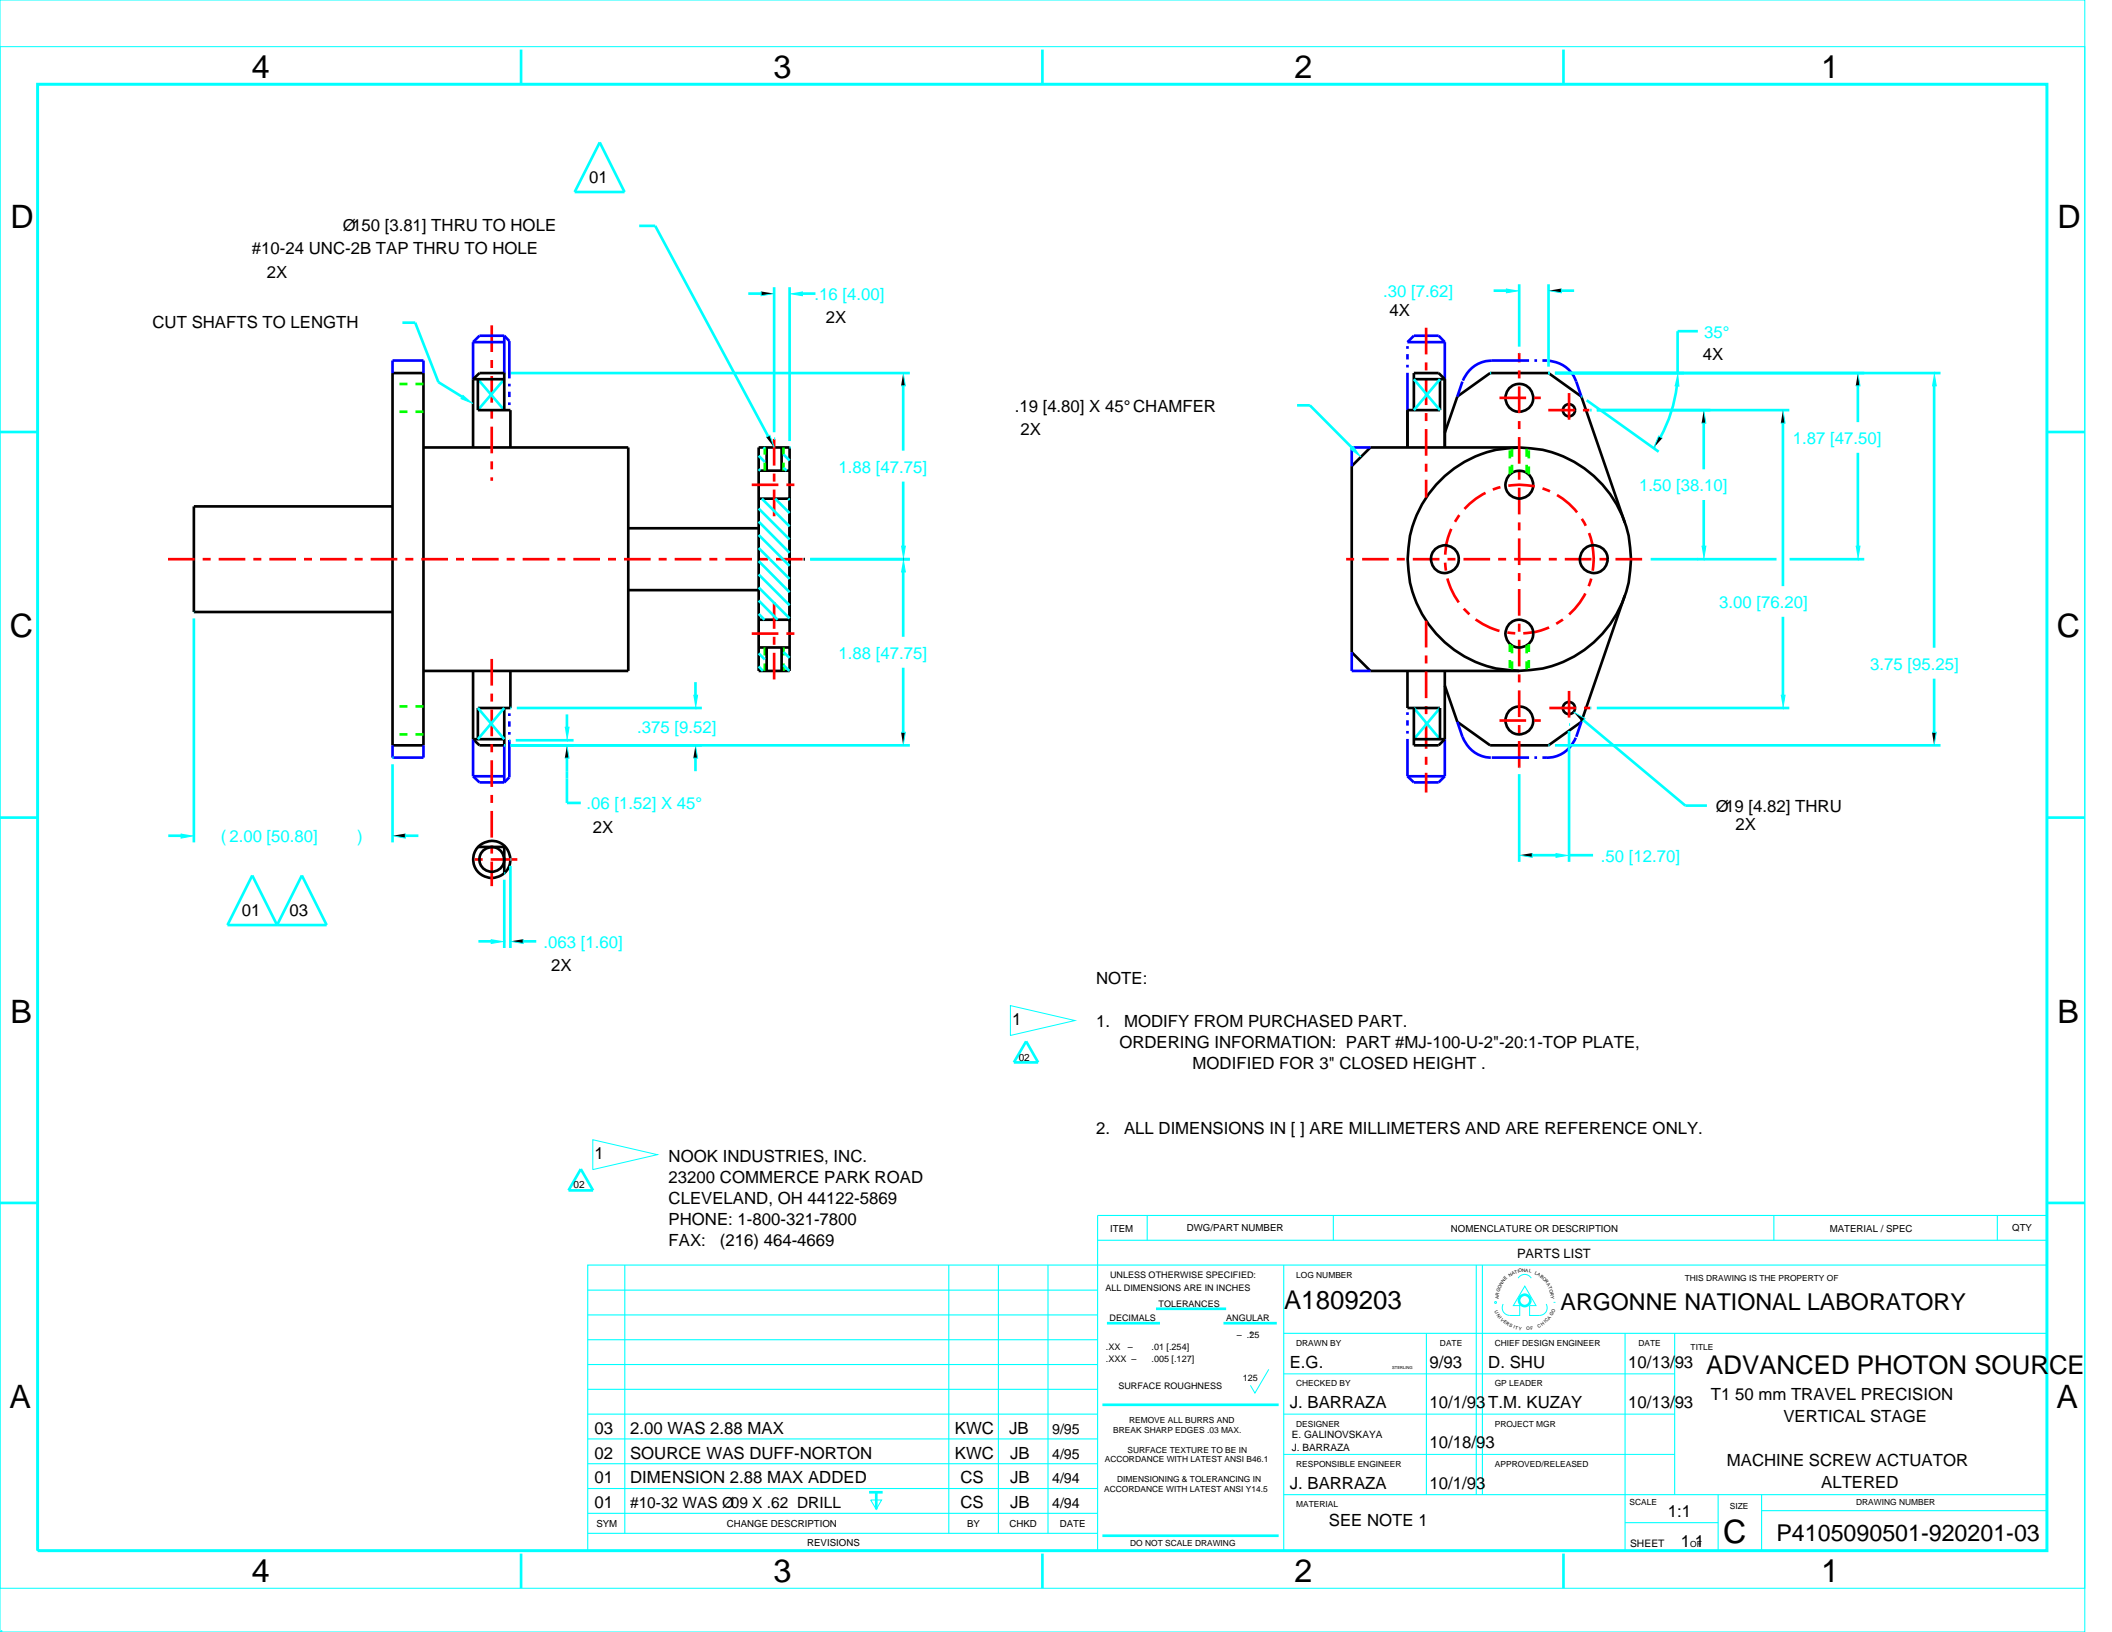 4
3
2
1
D
D
C
C
B
B
A
A
01
Ø150 [3.81] THRU TO HOLE
#10-24 UNC-2B TAP THRU TO HOLE
2X
CUT SHAFTS TO LENGTH
.16 [4.00]
2X
1.88 [47.75]
1.88 [47.75]
.375 [9.52]
.06 [1.52] X 45°
2X
( 2.00 [50.80] )
01
03
.063 [1.60]
2X
.30 [7.62]
4X
35°
4X
.19 [4.80] X 45° CHAMFER
2X
1.87 [47.50]
1.50 [38.10]
3.00 [76.20]
3.75 [95.25]
Ø19 [4.82] THRU
2X
.50 [12.70]
NOTE:
1
02
1. MODIFY FROM PURCHASED PART.
ORDERING INFORMATION: PART #MJ-100-U-2"-20:1-TOP PLATE,
MODIFIED FOR 3" CLOSED HEIGHT .
2. ALL DIMENSIONS IN [ ] ARE MILLIMETERS AND ARE REFERENCE ONLY.
1
02
NOOK INDUSTRIES, INC.
23200 COMMERCE PARK ROAD
CLEVELAND, OH 44122-5869
PHONE: 1-800-321-7800
FAX: (216) 464-4669
ITEM DWG/PART NUMBER NOMENCLATURE OR DESCRIPTION MATERIAL / SPEC QTY
PARTS LIST
03 2.00 WAS 2.88 MAX KWC JB 9/95
02 SOURCE WAS DUFF-NORTON KWC JB 4/95
01 DIMENSION 2.88 MAX ADDED CS JB 4/94
01 #10-32 WAS Ø09 X .62 DRILL CS JB 4/94
SYM CHANGE DESCRIPTION BY CHKD DATE
REVISIONS
UNLESS OTHERWISE SPECIFIED:
ALL DIMENSIONS ARE IN INCHES
TOLERANCES
DECIMALS ANGULAR
– .25
.XX – .01 [.254]
.XXX – .005 [.127]
SURFACE ROUGHNESS 125
REMOVE ALL BURRS AND
BREAK SHARP EDGES .03 MAX.
SURFACE TEXTURE TO BE IN
ACCORDANCE WITH LATEST ANSI B46.1
DIMENSIONING & TOLERANCING IN
ACCORDANCE WITH LATEST ANSI Y14.5
DO NOT SCALE DRAWING
LOG NUMBER
A1809203
ARGONNE NATIONAL LABORATORY
UNIVERSITY OF CHICAGO
THIS DRAWING IS THE PROPERTY OF
ARGONNE NATIONAL LABORATORY
DRAWN BY DATE
E.G. STERLING 9/93
CHIEF DESIGN ENGINEER DATE
D. SHU 10/13/93
CHECKED BY
J. BARRAZA 10/1/93
GP LEADER
T.M. KUZAY 10/13/93
DESIGNER
E. GALINOVSKAYA
J. BARRAZA 10/18/93
PROJECT MGR
RESPONSIBLE ENGINEER
J. BARRAZA 10/1/93
APPROVED/RELEASED
MATERIAL
SEE NOTE 1
TITLE
ADVANCED PHOTON SOURCE
T1 50 mm TRAVEL PRECISION
VERTICAL STAGE
MACHINE SCREW ACTUATOR
ALTERED
SCALE 1:1
SHEET 1 OF 1
SIZE
C
DRAWING NUMBER
P4105090501-920201-03
4
3
2
1